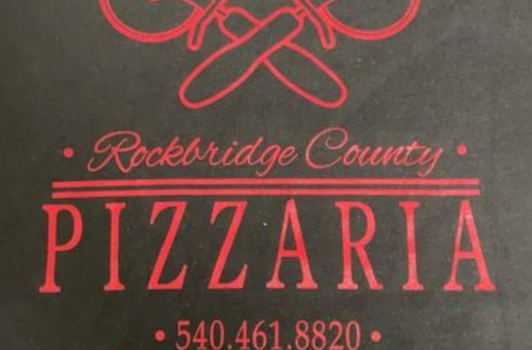 • Rockbridge County •
PIZZARIA
• 540.461.8820 •